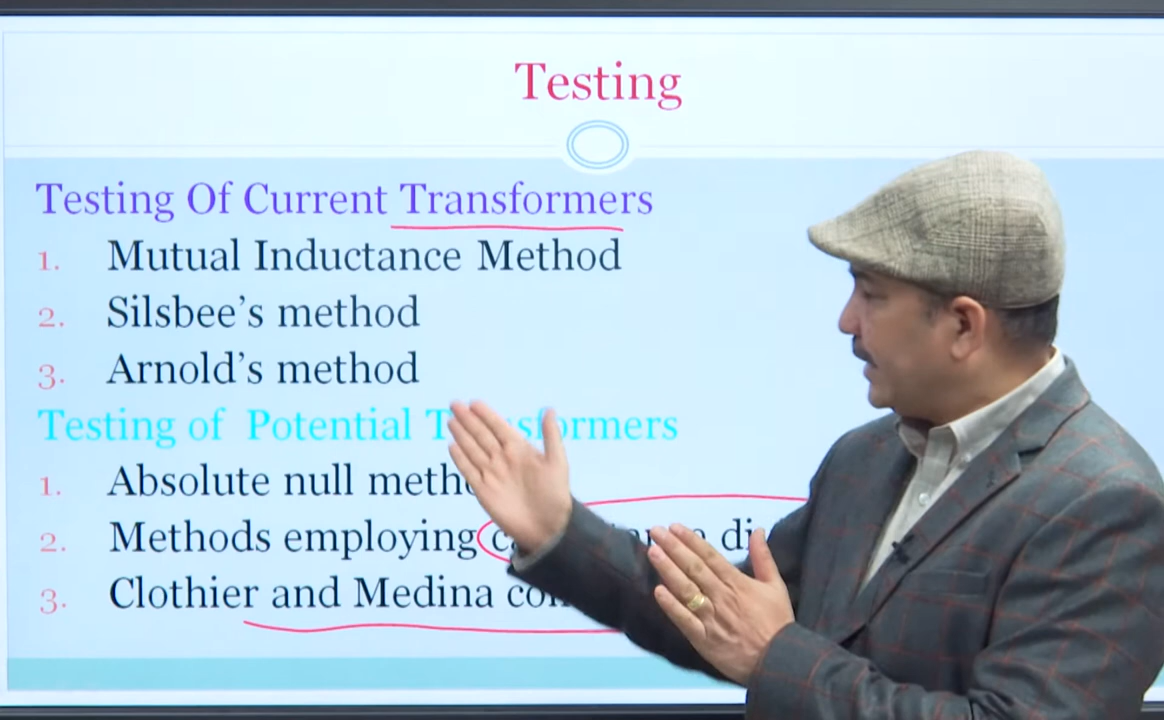 Testing
Testing Of Current Transformers
1. Mutual Inductance Method
2. Silsbee's method
3. Arnold's method
Testing of Potential
1. Absolute null
2. Methods employing
3. Clothier and Medina